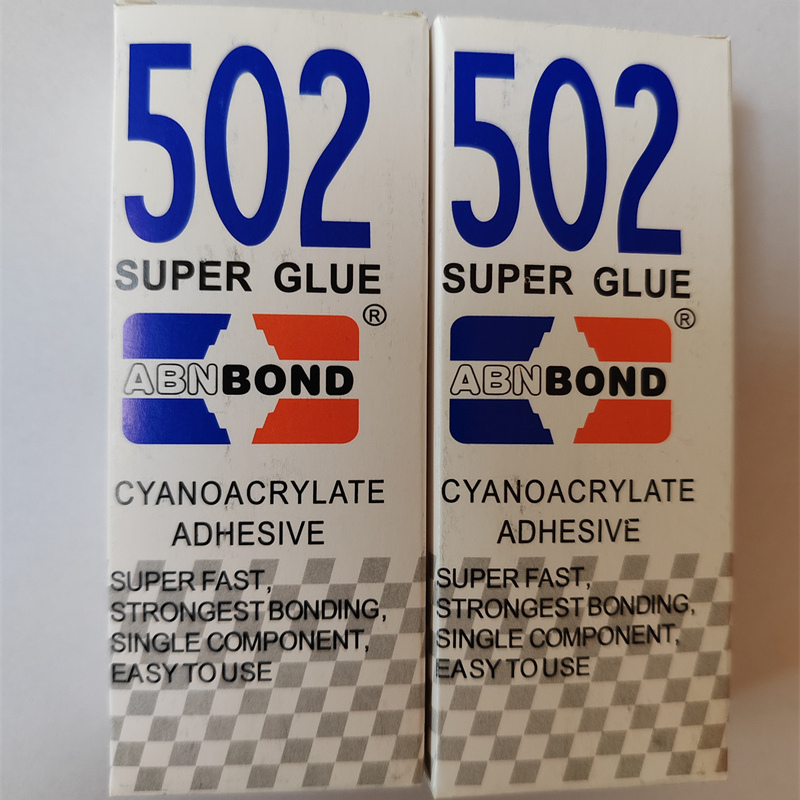 502
SUPER GLUE
®
ABNBOND
CYANOACRYLATE
ADHESIVE
SUPER FAST,
STRONGEST BONDING,
SINGLE COMPONENT,
EASY TO USE
502
SUPER GLUE
®
ABNBOND
CYANOACRYLATE
ADHESIVE
SUPER FAST,
STRONGEST BONDING,
SINGLE COMPONENT,
EASY TO USE